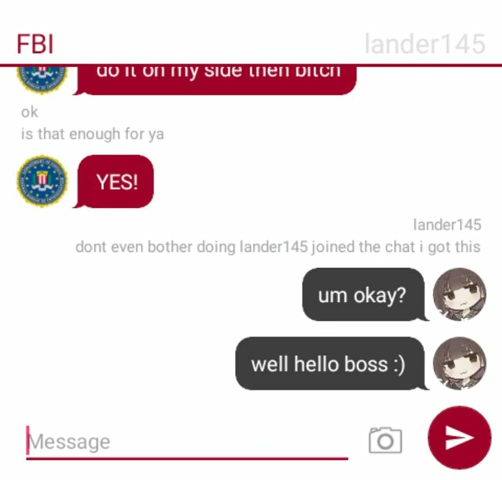 FBI
lander145
do it on my side then bitch
ok
is that enough for ya
YES!
lander145
dont even bother doing lander145 joined the chat i got this
um okay?
well hello boss :)
Message